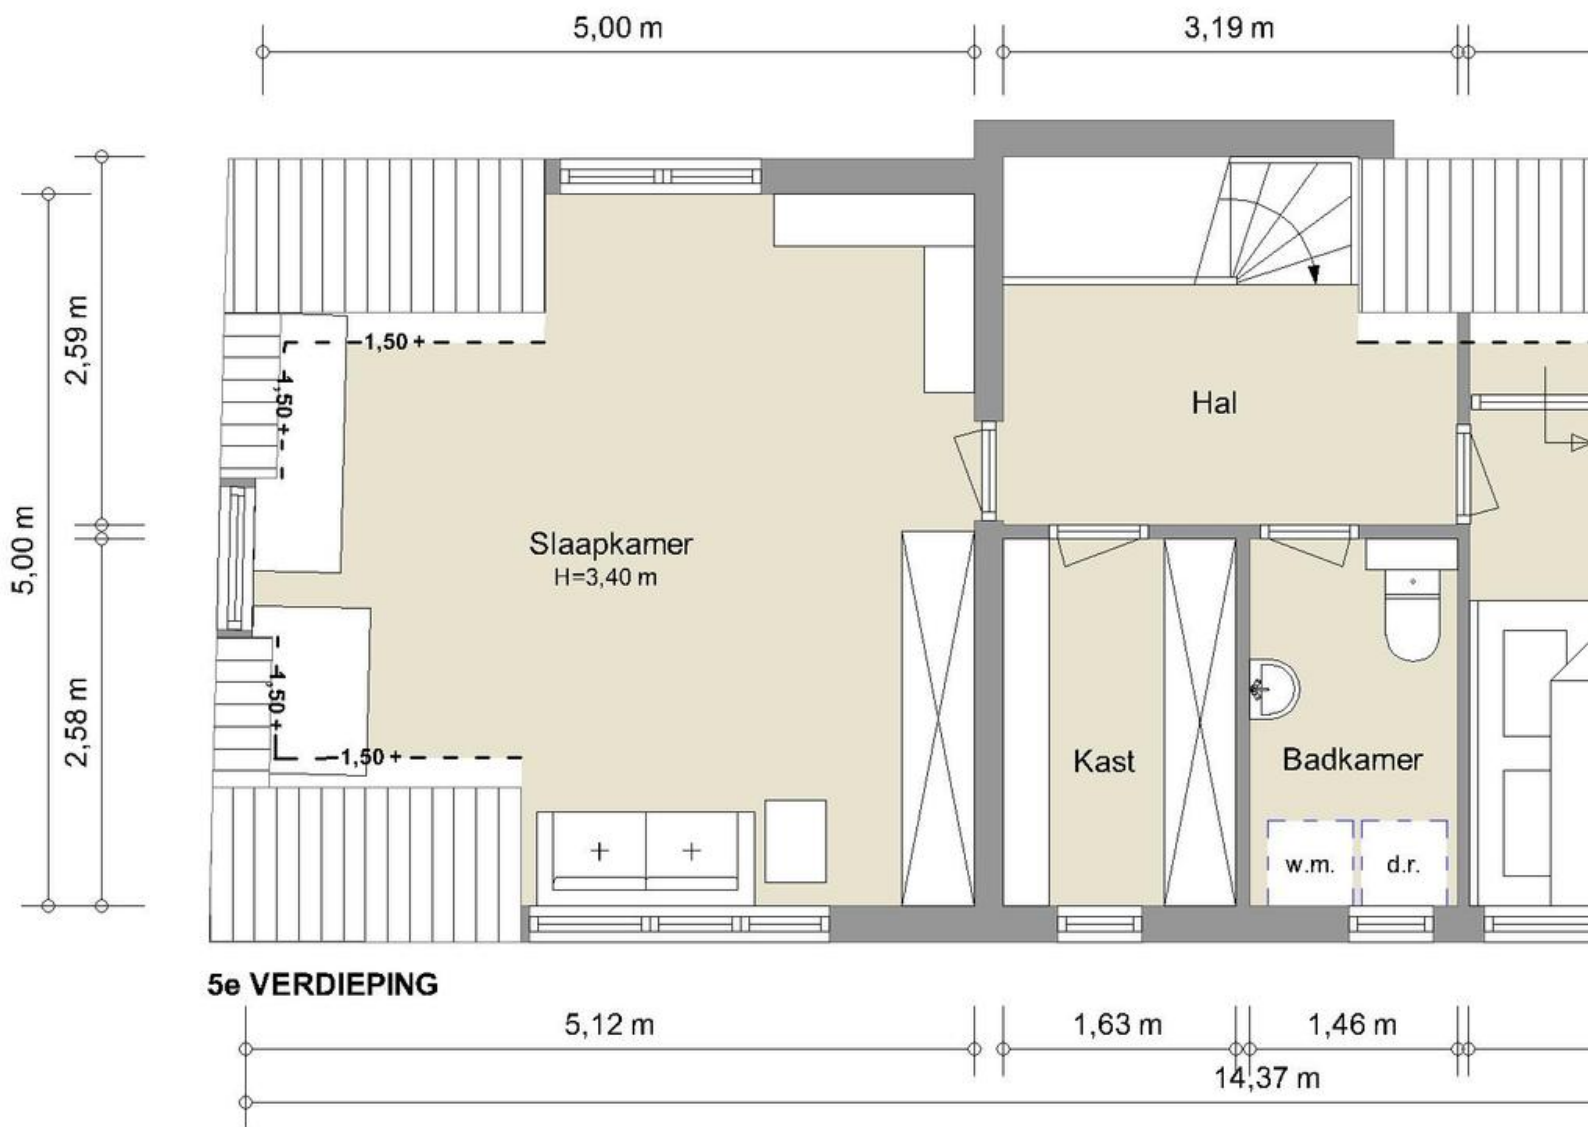 5,00 m
3,19 m
2,59 m
1,50 +
1,50 +
Hal
5,00 m
Slaapkamer
H=3,40 m
2,58 m
1,50 +
1,50 +
Kast
Badkamer
w.m.
d.r.
5e VERDIEPING
5,12 m
1,63 m
1,46 m
14,37 m